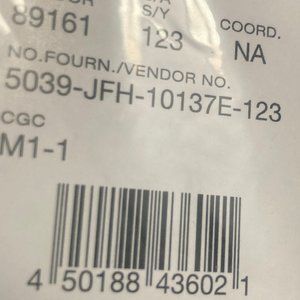 S/Y COORD.
89161 123 NA
NO.FOURN./VENDOR NO.
5039-JFH-10137E-123
CGC
M1-1
4 50188 43602 1